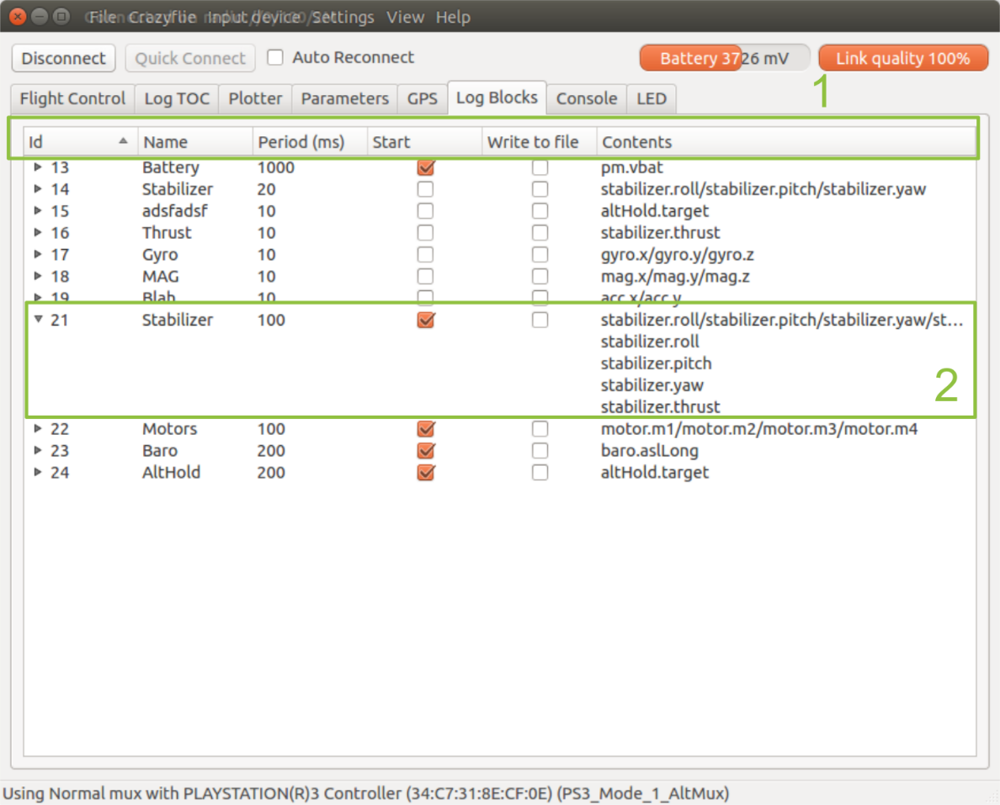 File Crazyflie Input device Settings View Help
Disconnect Quick Connect Auto Reconnect Battery 3726 mV Link quality 100%
1
Flight Control Log TOC Plotter Parameters GPS Log Blocks Console LED
Id Name Period (ms) Start Write to file Contents
13 Battery 1000 pm.vbat
14 Stabilizer 20 stabilizer.roll/stabilizer.pitch/stabilizer.yaw
15 adsfadsf 10 altHold.target
16 Thrust 10 stabilizer.thrust
17 Gyro 10 gyro.x/gyro.y/gyro.z
18 MAG 10 mag.x/mag.y/mag.z
19 Blah 10 acc.x/acc.y
21 Stabilizer 100 stabilizer.roll/stabilizer.pitch/stabilizer.yaw/st...
stabilizer.roll
stabilizer.pitch
stabilizer.yaw
2
stabilizer.thrust
22 Motors 100 motor.m1/motor.m2/motor.m3/motor.m4
23 Baro 200 baro.aslLong
24 AltHold 200 altHold.target
Using Normal mux with PLAYSTATION(R)3 Controller (34:C7:31:8E:CF:0E) (PS3_Mode_1_AltMux)